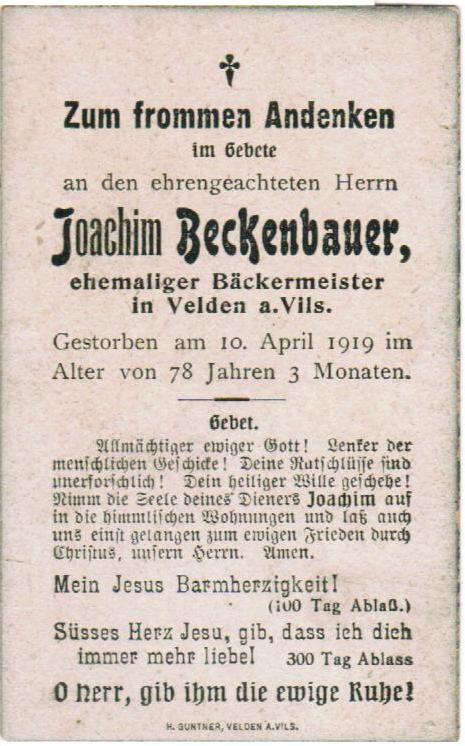 Zum frommen Andenken
im Gebete
an den ehrengeachteten Herrn
Joachim Beckenbauer,
ehemaliger Bäckermeister
in Velden a.Vils.
Gestorben am 10. April 1919 im
Alter von 78 Jahren 3 Monaten.
Gebet.
Allmächtiger ewiger Gott! Lenker der
menschlichen Geschicke! Deine Ratschlüsse sind
unerforschlich! Dein heiliger Wille geschehe!
Nimm die Seele deines Dieners Joachim auf
in die himmlischen Wohnungen und laß auch
uns einst gelangen zum ewigen Frieden durch
Christus, unsern Herrn. Amen.
Mein Jesus Barmherzigkeit!
(100 Tag Ablaß.)
Süsses Herz Jesu, gib, dass ich dich
immer mehr liebe! 300 Tag Ablass
O Herr, gib ihm die ewige Ruhe!
H. GUNTNER, VELDEN A.VILS.